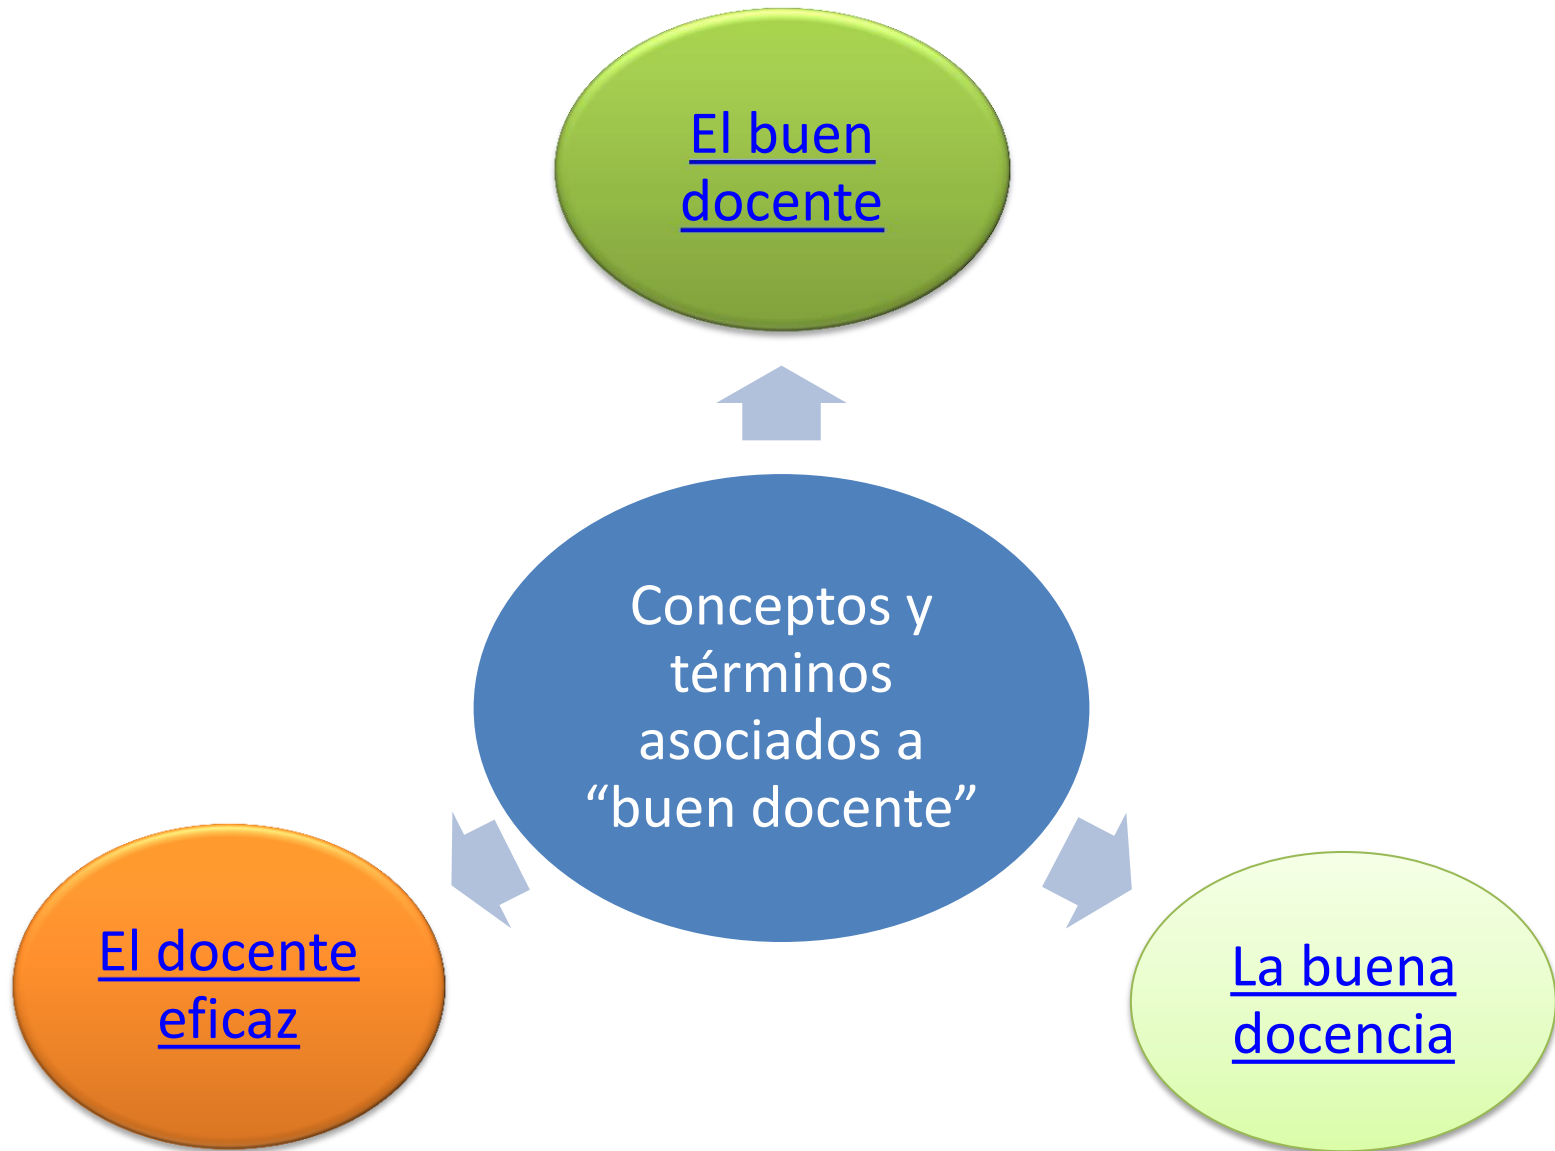 El buen
docente
Conceptos y
términos
asociados a
“buen docente”
El docente
eficaz
La buena
docencia